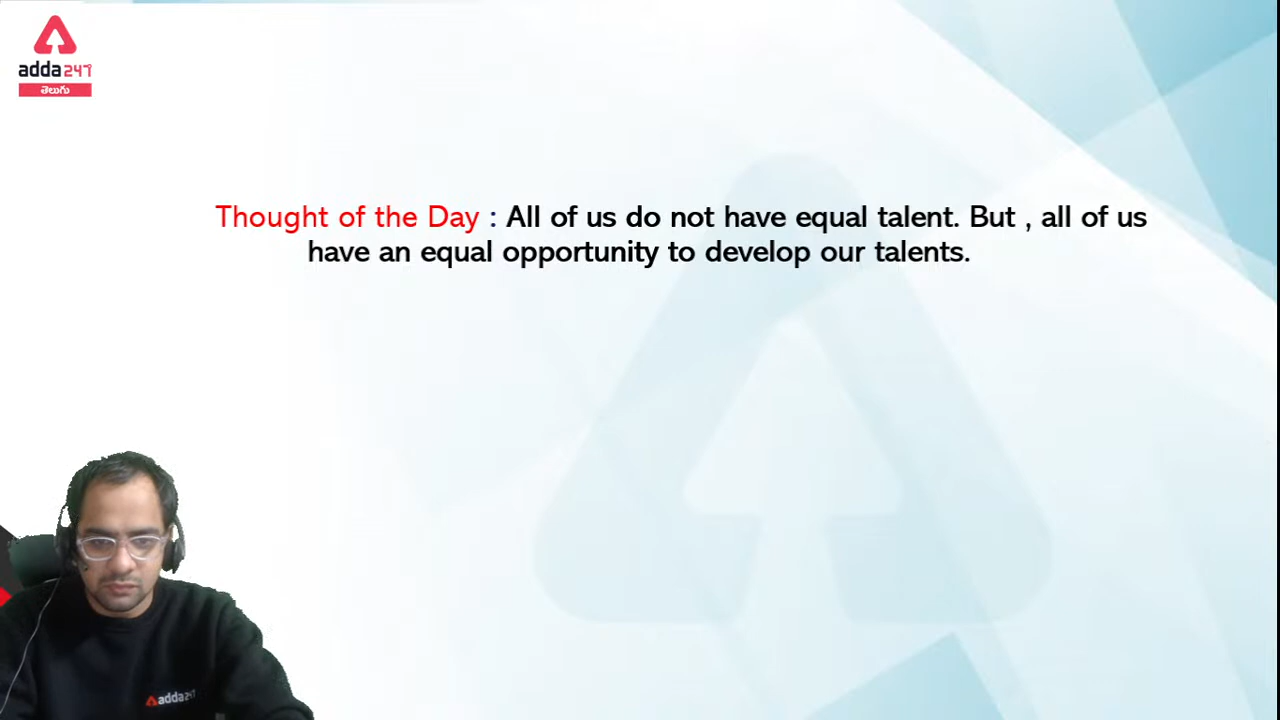 adda247
తెలుగు
Thought of the Day : All of us do not have equal talent. But , all of us
have an equal opportunity to develop our talents.
adda247